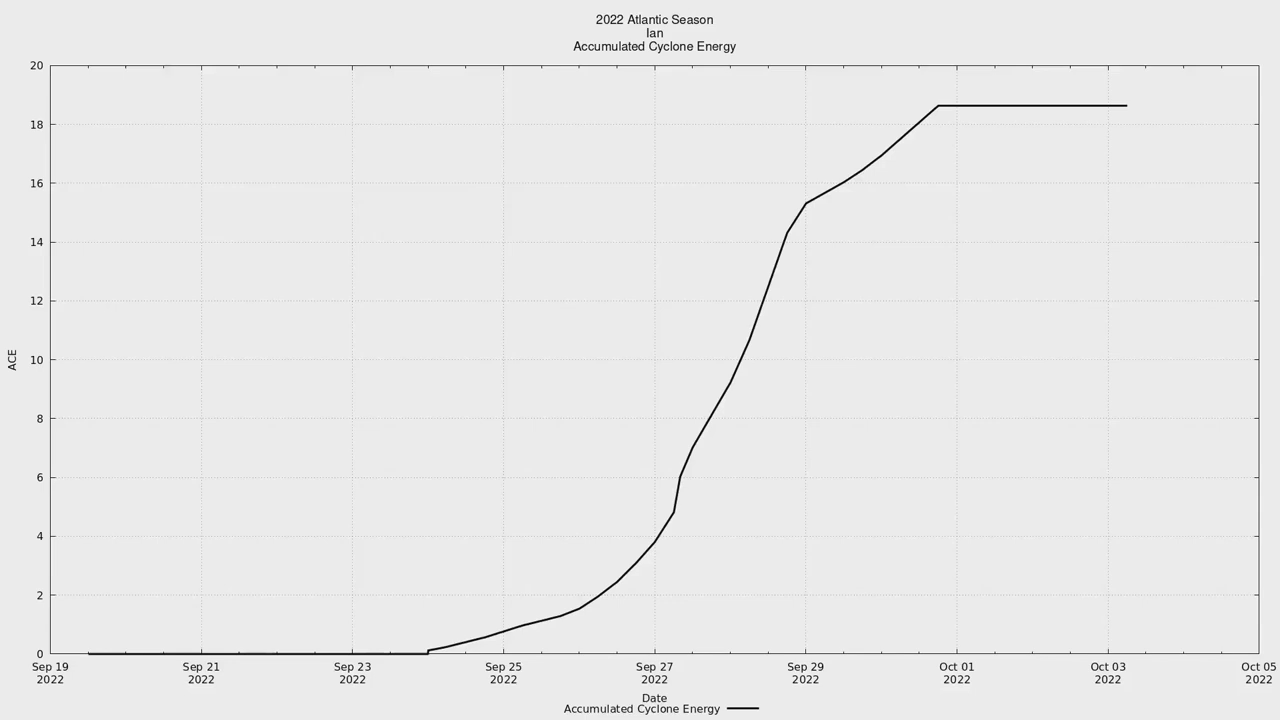 2022 Atlantic Season
Ian
Accumulated Cyclone Energy
20
18
16
14
12
10
8
6
4
2
0
ACE
Sep 19 Sep 21 Sep 23 Sep 25 Sep 27 Sep 29 Oct 01 Oct 03 Oct 05
2022 2022 2022 2022 2022 2022 2022 2022 2022
Date
Accumulated Cyclone Energy